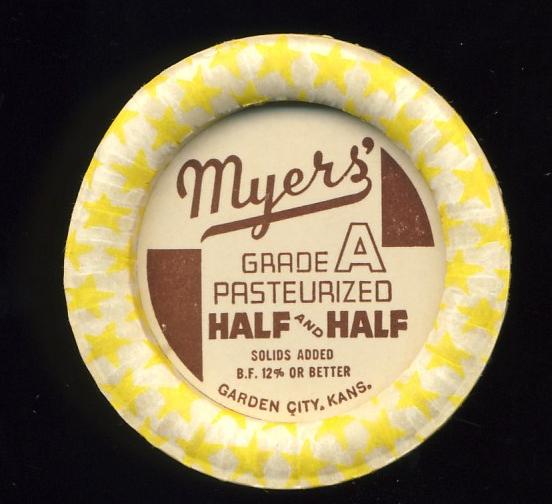 Myers'
GRADE A
PASTEURIZED
HALF AND HALF
SOLIDS ADDED
B.F. 12% OR BETTER
GARDEN CITY, KANS.